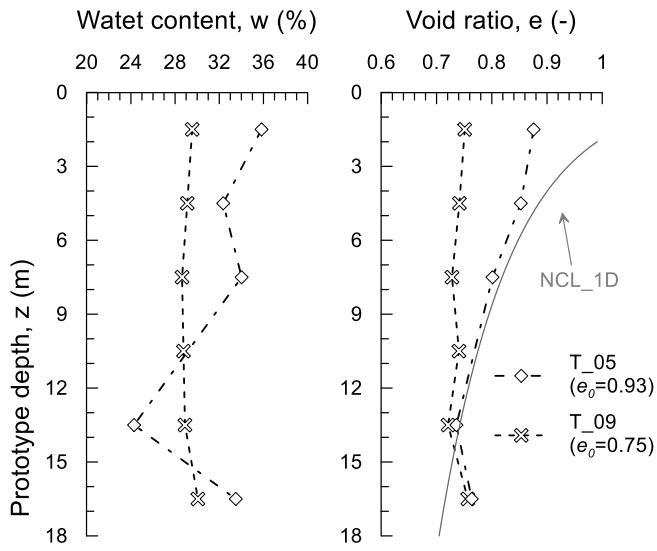 Watet content, w (%)
Void ratio, e (-)
20 24 28 32 36 40
0.6 0.7 0.8 0.9 1
0
3
6
9
12
15
18
Prototype depth, z (m)
0
3
6
9
12
15
18
NCL_1D
T_05
(e0=0.93)
T_09
(e0=0.75)